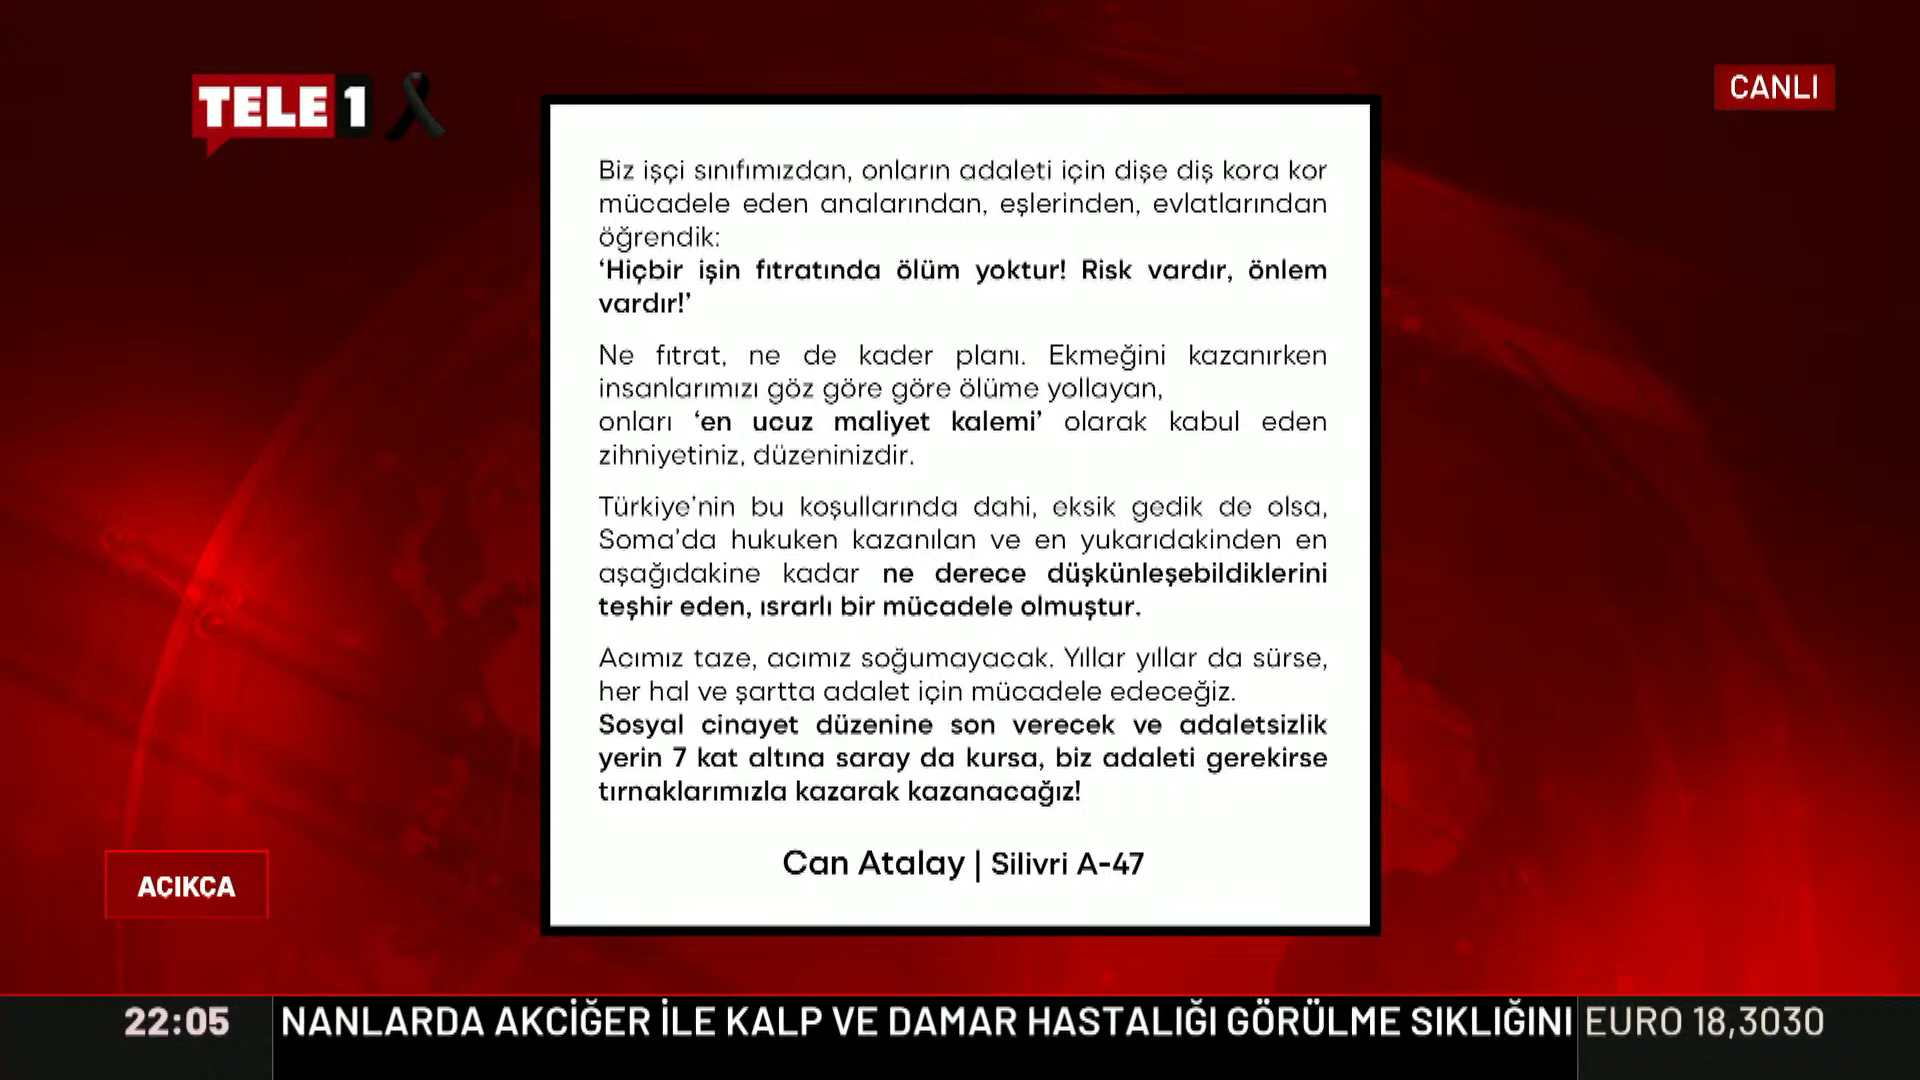 TELE1
CANLI
Biz işçi sınıfımızdan, onların adaleti için dişe diş kora kor
mücadele eden analarından, eşlerinden, evlatlarından
öğrendik:
‘Hiçbir işin fıtratında ölüm yoktur! Risk vardır, önlem
vardır!’
Ne fıtrat, ne de kader planı. Ekmeğini kazanırken
insanlarımızı göz göre göre ölüme yollayan,
onları ‘en ucuz maliyet kalemi’ olarak kabul eden
zihniyetiniz, düzeninizdir.
Türkiye’nin bu koşullarında dahi, eksik gedik de olsa,
Soma’da hukuken kazanılan ve en yukarıdakinden en
aşağıdakine kadar ne derece düşkünleşebildiklerini
teşhir eden, ısrarlı bir mücadele olmuştur.
Acımız taze, acımız soğumayacak. Yıllar yıllar da sürse,
her hal ve şartta adalet için mücadele edeceğiz.
Sosyal cinayet düzenine son verecek ve adaletsizlik
yerin 7 kat altına saray da kursa, biz adaleti gerekirse
tırnaklarımızla kazarak kazanacağız!
Can Atalay | Silivri A-47
AÇIKÇA
22:05
NANLARDA AKCİĞER İLE KALP VE DAMAR HASTALIĞI GÖRÜLME SIKLIĞINI
EURO 18,3030